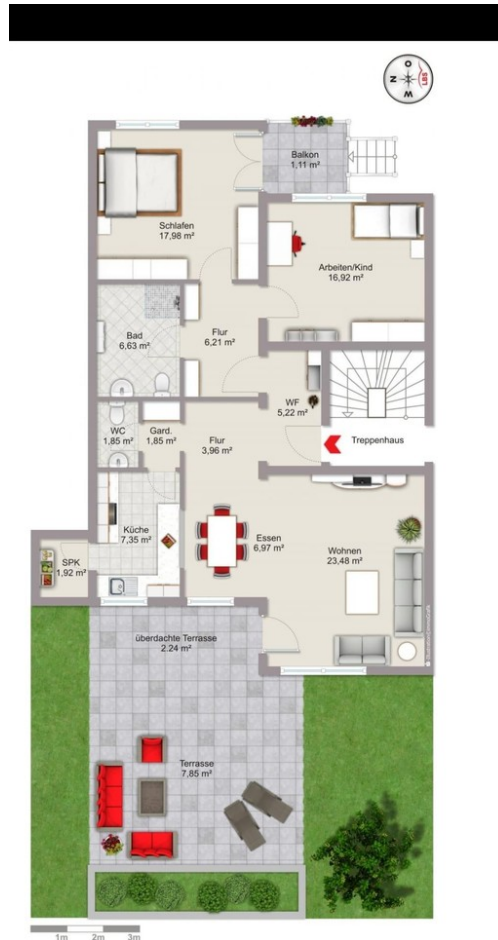 O
N
S
W
LBS
Balkon
1,11 m²
Schlafen
17,98 m²
Arbeiten/Kind
16,92 m²
Bad
6,63 m²
Flur
6,21 m²
WF
5,22 m²
WC
1,85 m²
Gard.
1,85 m²
Flur
3,96 m²
Treppenhaus
Küche
7,35 m²
Essen
6,97 m²
Wohnen
23,48 m²
SPK
1,92 m²
überdachte Terrasse
2.24 m²
Terrasse
7,85 m²
1m 2m 3m